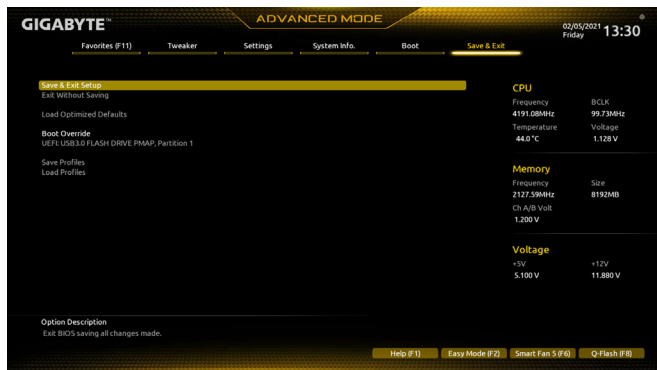 GIGABYTE™
ADVANCED MODE
02/05/2021 Friday 13:30
Favorites (F11) Tweaker Settings System Info. Boot Save & Exit
Save & Exit Setup
Exit Without Saving
Load Optimized Defaults
Boot Override
UEFI: USB3.0 FLASH DRIVE PMAP, Partition 1
Save Profiles
Load Profiles
CPU
Frequency BCLK
4191.08MHz 99.73MHz
Temperature Voltage
44.0 °C 1.128 V
Memory
Frequency Size
2127.59MHz 8192MB
Ch A/B Volt
1.200 V
Voltage
+5V +12V
5.100 V 11.880 V
Option Description
Exit BIOS saving all changes made.
Help (F1) Easy Mode (F2) Smart Fan 5 (F6) Q-Flash (F8)